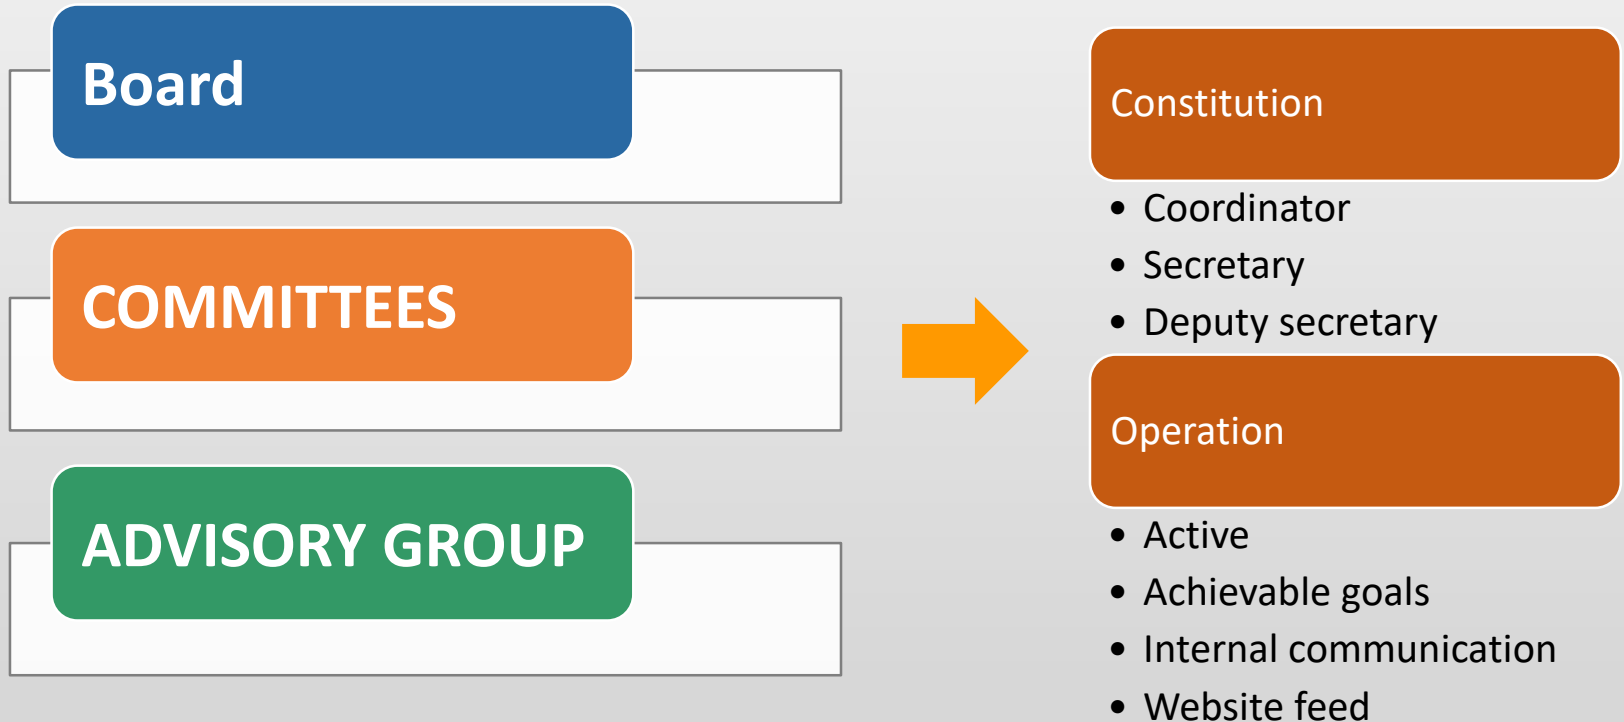 Board
COMMITTEES
ADVISORY GROUP
Constitution
• Coordinator
• Secretary
• Deputy secretary
Operation
• Active
• Achievable goals
• Internal communication
• Website feed